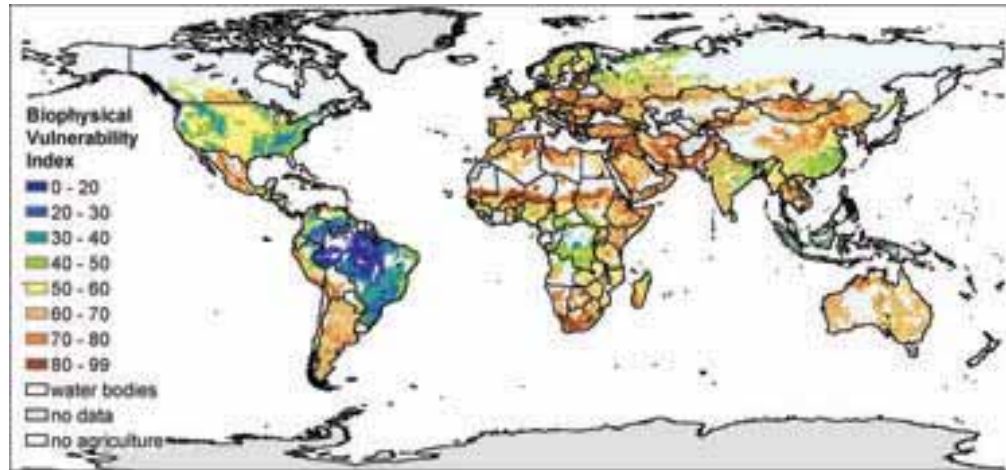 Biophysical
Vulnerability
Index
0 - 20
20 - 30
30 - 40
40 - 50
50 - 60
60 - 70
70 - 80
80 - 99
water bodies
no data
no agriculture